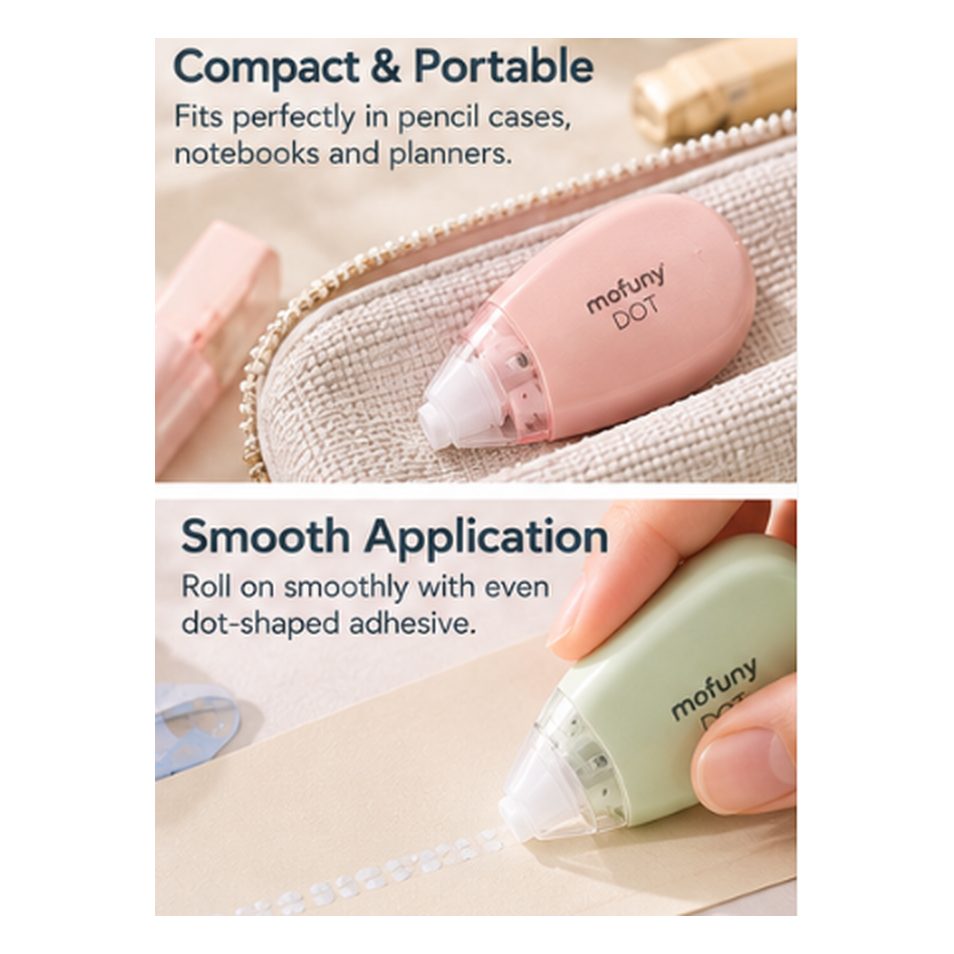 Compact & Portable
Fits perfectly in pencil cases,
notebooks and planners.
mofuny
DOT
Smooth Application
Roll on smoothly with even
dot-shaped adhesive.
mofuny
DOT